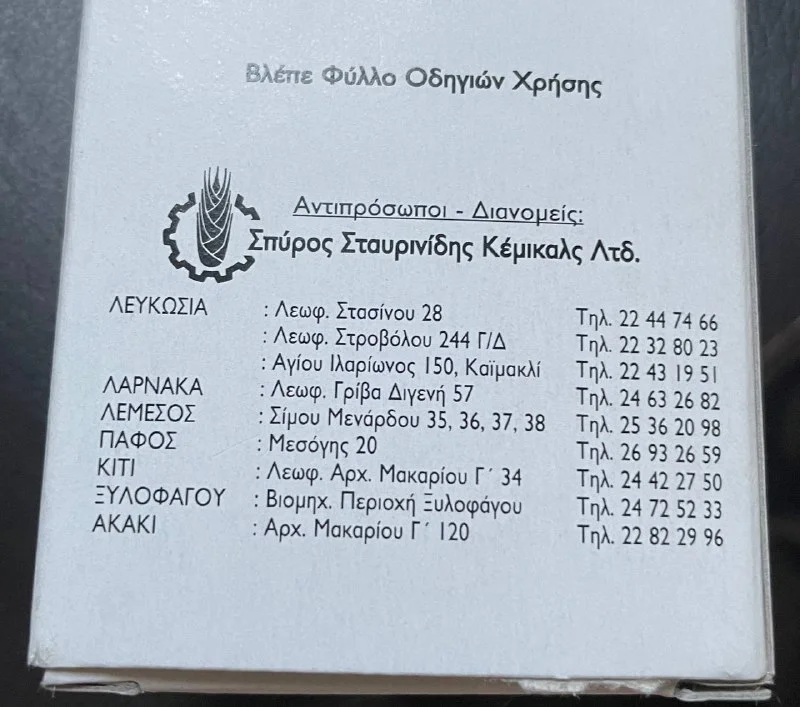 Βλέπε Φύλλο Οδηγιών Χρήσης
Αντιπρόσωποι - Διανομείς:
Σπύρος Σταυρινίδης Κέμικαλς Λτδ.
ΛΕΥΚΩΣΙΑ : Λεωφ. Στασίνου 28 Τηλ. 22 44 74 66
: Λεωφ. Στροβόλου 244 Γ/Δ Τηλ. 22 32 80 23
: Αγίου Ιλαρίωνος 150, Καϊμακλί Τηλ. 22 43 19 51
ΛΑΡΝΑΚΑ : Λεωφ. Γρίβα Διγενή 57 Τηλ. 24 63 26 82
ΛΕΜΕΣΟΣ : Σίμου Μενάρδου 35, 36, 37, 38 Τηλ. 25 36 20 98
ΠΑΦΟΣ : Μεσόγης 20 Τηλ. 26 93 26 59
ΚΙΤΙ : Λεωφ. Αρχ. Μακαρίου Γ΄ 34 Τηλ. 24 42 27 50
ΞΥΛΟΦΑΓΟΥ : Βιομηχ. Περιοχή Ξυλοφάγου Τηλ. 24 72 52 33
ΑΚΑΚΙ : Αρχ. Μακαρίου Γ΄ 120 Τηλ. 22 82 29 96